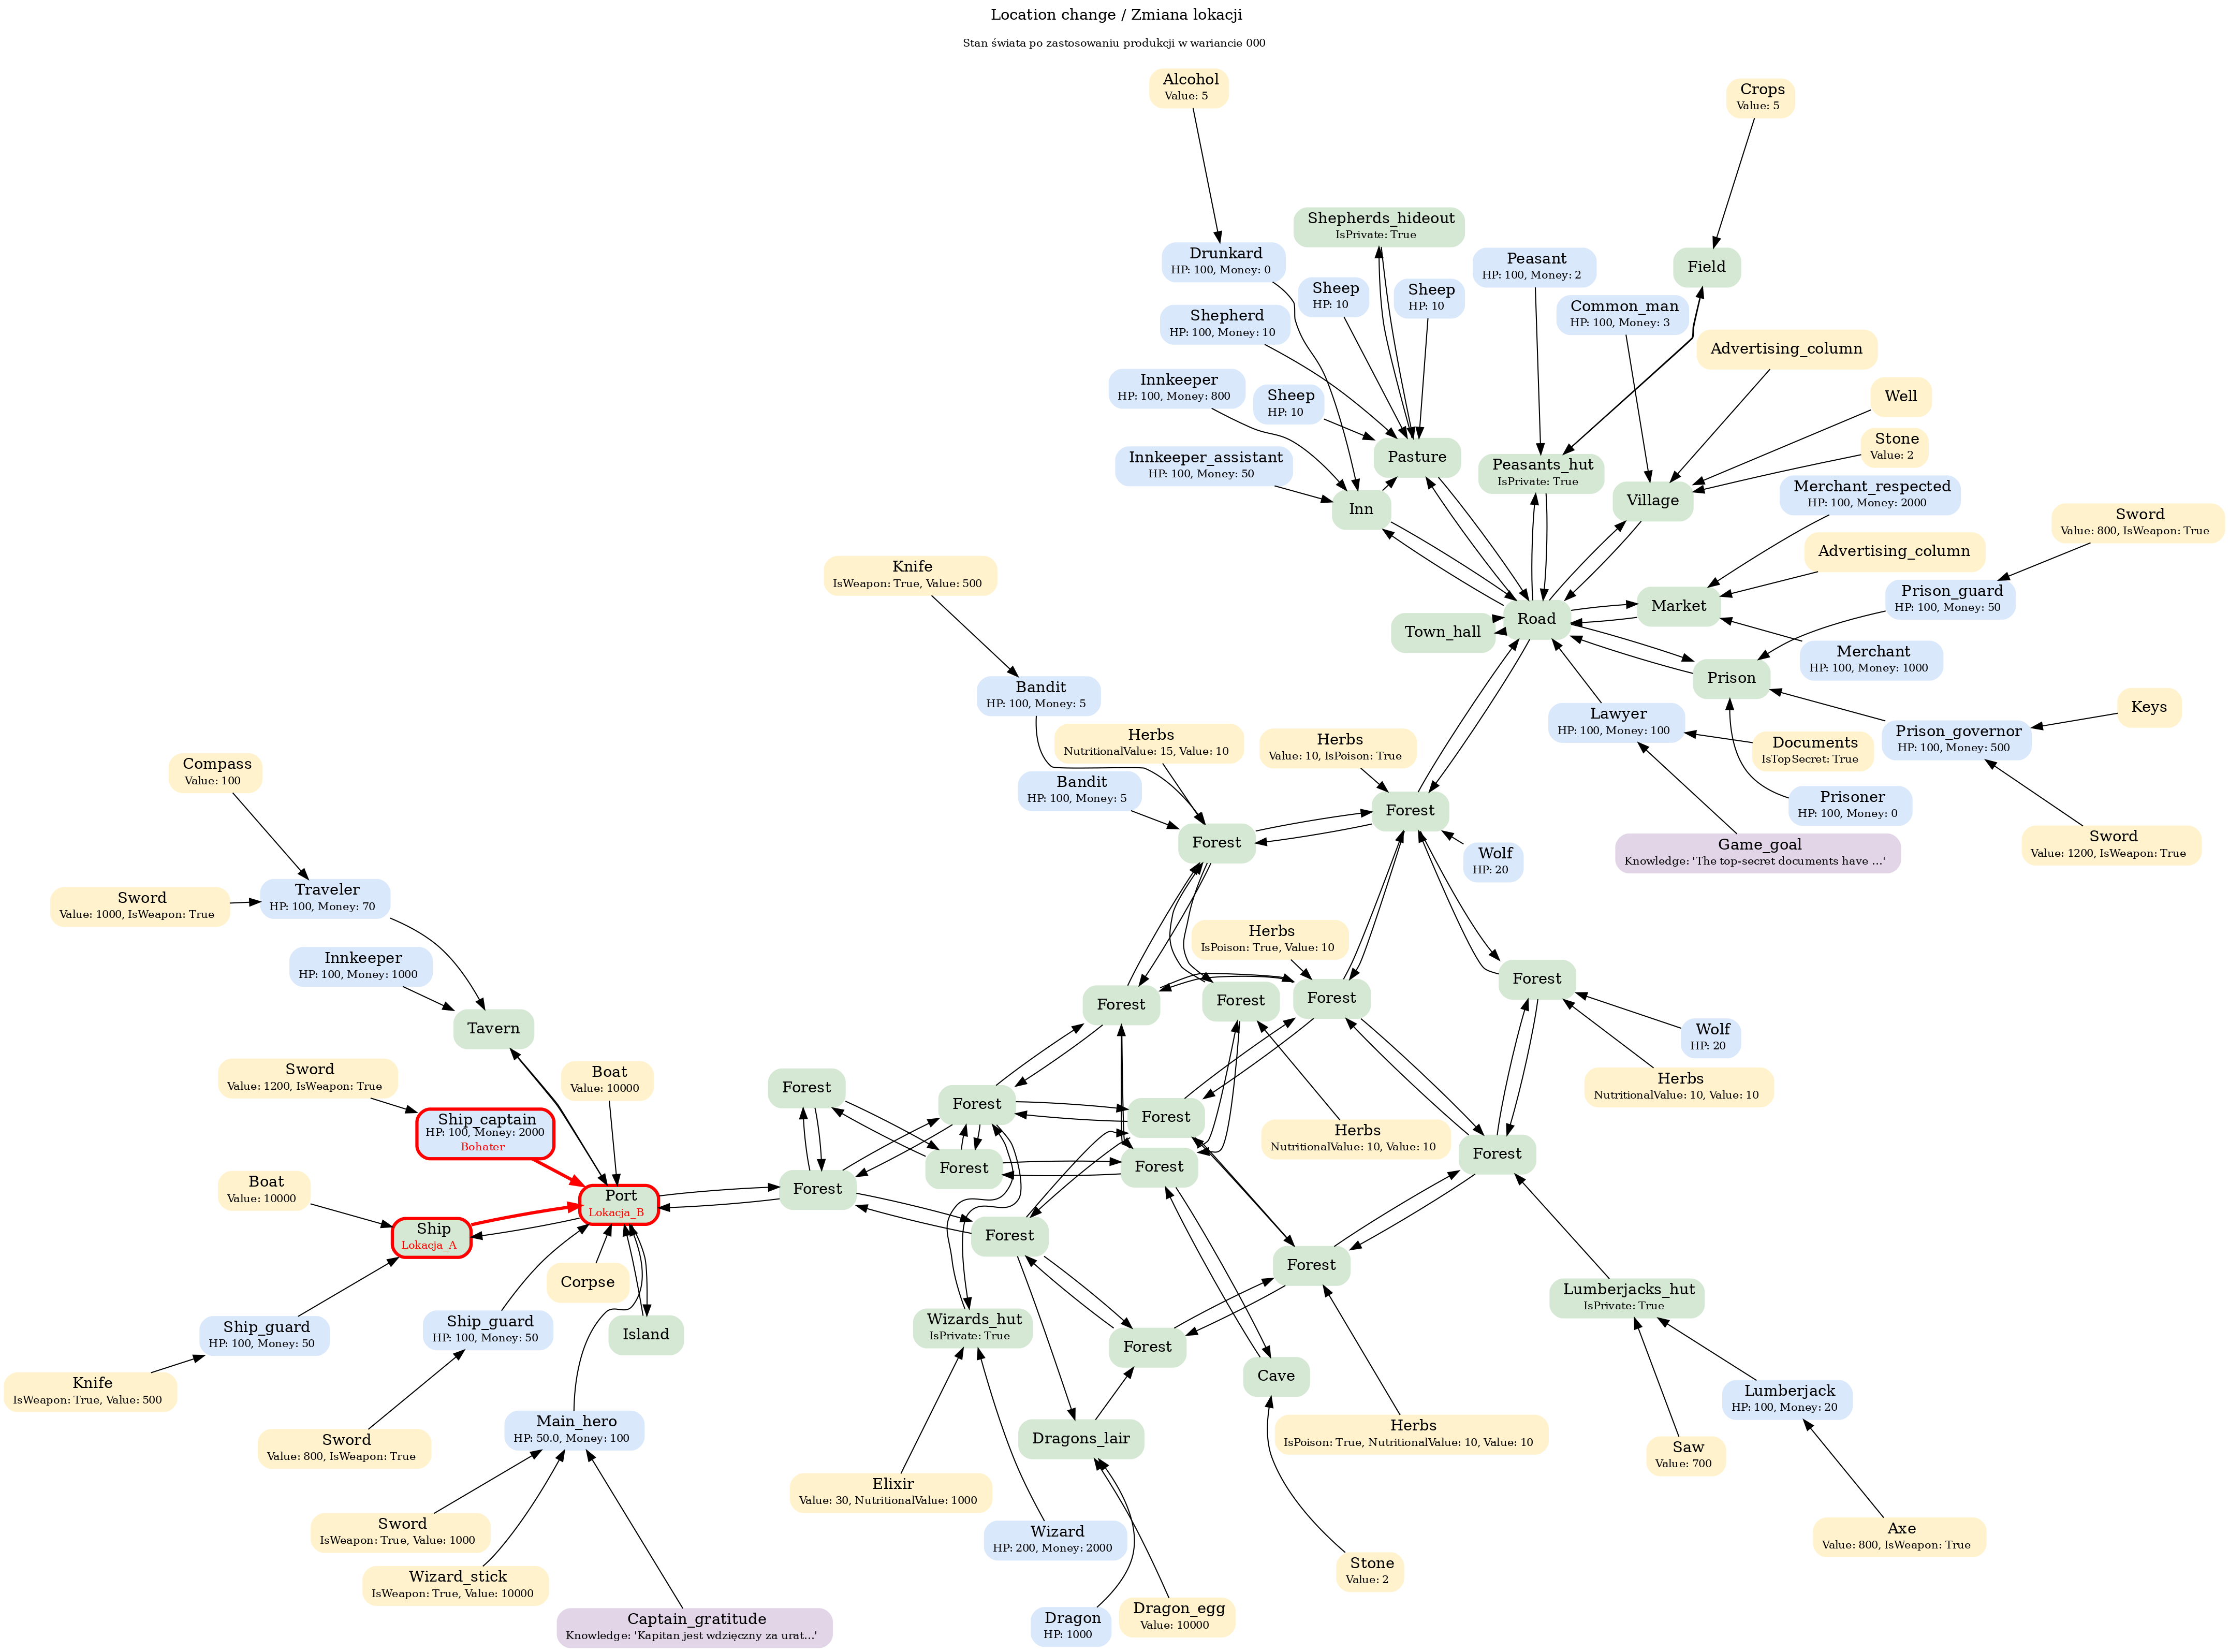 Location change / Zmiana lokacji
Stan świata po zastosowaniu produkcji w wariancie 000
Alcohol
Value: 5
Crops
Value: 5
Shepherds_hideout
IsPrivate: True
Drunkard
HP: 100, Money: 0
Sheep
HP: 10
Sheep
HP: 10
Peasant
HP: 100, Money: 2
Field
Common_man
HP: 100, Money: 3
Shepherd
HP: 100, Money: 10
Advertising_column
Innkeeper
HP: 100, Money: 800
Sheep
HP: 10
Well
Innkeeper_assistant
HP: 100, Money: 50
Pasture
Peasants_hut
IsPrivate: True
Stone
Value: 2
Inn
Village
Merchant_respected
HP: 100, Money: 2000
Sword
Value: 800, IsWeapon: True
Knife
IsWeapon: True, Value: 500
Advertising_column
Prison_guard
HP: 100, Money: 50
Market
Road
Town_hall
Merchant
HP: 100, Money: 1000
Prison
Bandit
HP: 100, Money: 5
Lawyer
HP: 100, Money: 100
Keys
Prison_governor
HP: 100, Money: 500
Herbs
NutritionalValue: 15, Value: 10
Herbs
Value: 10, IsPoison: True
Documents
IsTopSecret: True
Compass
Value: 100
Bandit
HP: 100, Money: 5
Prisoner
HP: 100, Money: 0
Forest
Forest
Wolf
HP: 20
Game_goal
Knowledge: 'The top-secret documents have ...'
Sword
Value: 1200, IsWeapon: True
Sword
Value: 1000, IsWeapon: True
Traveler
HP: 100, Money: 70
Herbs
IsPoison: True, Value: 10
Innkeeper
HP: 100, Money: 1000
Forest
Forest
Forest
Forest
Tavern
Wolf
HP: 20
Sword
Value: 1200, IsWeapon: True
Boat
Value: 10000
Forest
Herbs
NutritionalValue: 10, Value: 10
Forest
Forest
Ship_captain
HP: 100, Money: 2000
Bohater
Herbs
NutritionalValue: 10, Value: 10
Forest
Forest
Forest
Boat
Value: 10000
Forest
Port
Lokacja_B
Ship
Lokacja_A
Forest
Forest
Corpse
Lumberjacks_hut
IsPrivate: True
Ship_guard
HP: 100, Money: 50
Ship_guard
HP: 100, Money: 50
Island
Wizards_hut
IsPrivate: True
Forest
Cave
Knife
IsWeapon: True, Value: 500
Lumberjack
HP: 100, Money: 20
Main_hero
HP: 50.0, Money: 100
Sword
Value: 800, IsWeapon: True
Dragons_lair
Herbs
IsPoison: True, NutritionalValue: 10, Value: 10
Saw
Value: 700
Elixir
Value: 30, NutritionalValue: 1000
Sword
IsWeapon: True, Value: 1000
Wizard
HP: 200, Money: 2000
Axe
Value: 800, IsWeapon: True
Stone
Value: 2
Wizard_stick
IsWeapon: True, Value: 10000
Captain_gratitude
Knowledge: 'Kapitan jest wdzięczny za urat...'
Dragon
HP: 1000
Dragon_egg
Value: 10000